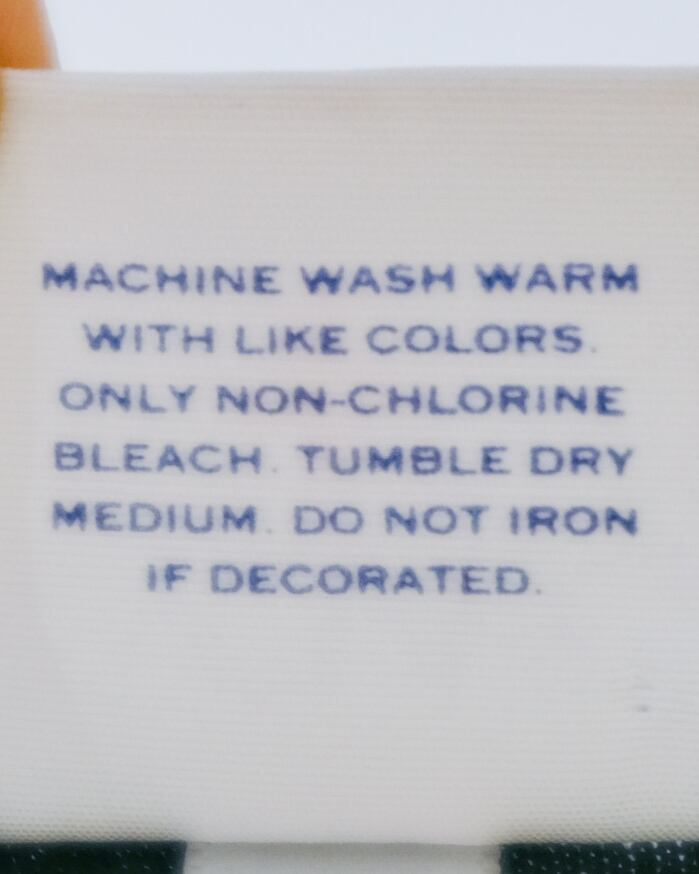 MACHINE WASH WARM
WITH LIKE COLORS.
ONLY NON-CHLORINE
BLEACH. TUMBLE DRY
MEDIUM. DO NOT IRON
IF DECORATED.